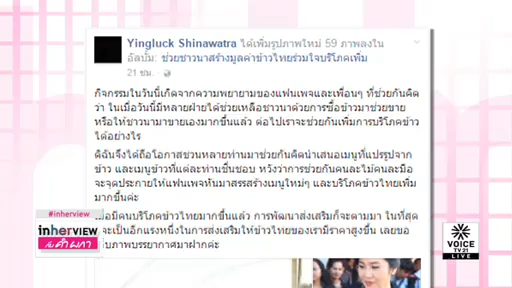 Yingluck Shinawatra ได้เพิ่มรูปภาพใหม่ 59 ภาพลงใน
อัลบั้ม: ช่วยชาวนาสร้างมูลค่าข้าวไทยร่วมใจบริโภคเพิ่ม
21 ชม.
กิจกรรมในวันนี้เกิดจากความพยายามของแฟนเพจและเพื่อนๆ ที่ช่วยกันคิด
ว่า ในเมื่อวันนี้มีหลายฝ่ายได้ช่วยเหลือชาวนาด้วยการซื้อข้าวมาช่วยขาย
หรือให้ชาวนามาขายเองมากขึ้นแล้ว ต่อไปเราจะช่วยกันเพิ่มการบริโภคข้าว
ได้อย่างไร
ดิฉันจึงได้ถือโอกาสชวนหลายท่านมาช่วยกันคิดนำเสนอเมนูที่แปรรูปจาก
ข้าว และเมนูข้าวที่แต่ละท่านชื่นชอบ หวังว่าการช่วยกันคนละไม้คนละมือ
จะจุดประกายให้แฟนเพจหันมาสรรสร้างเมนูใหม่ๆ และบริโภคข้าวไทยเพิ่ม
มากขึ้นค่ะ
เมื่อมีคนบริโภคข้าวไทยมากขึ้นแล้ว การพัฒนาส่งเสริมก็จะตามมา ในที่สุด
จะเป็นอีกแรงหนึ่งในการส่งเสริมให้ข้าวไทยของเรามีราคาสูงขึ้น เลยขอ
เก็บภาพบรรยากาศมาฝากค่ะ
#inherview
inherview
กับคำ ผกา
VOICE
TV 21
LIVE